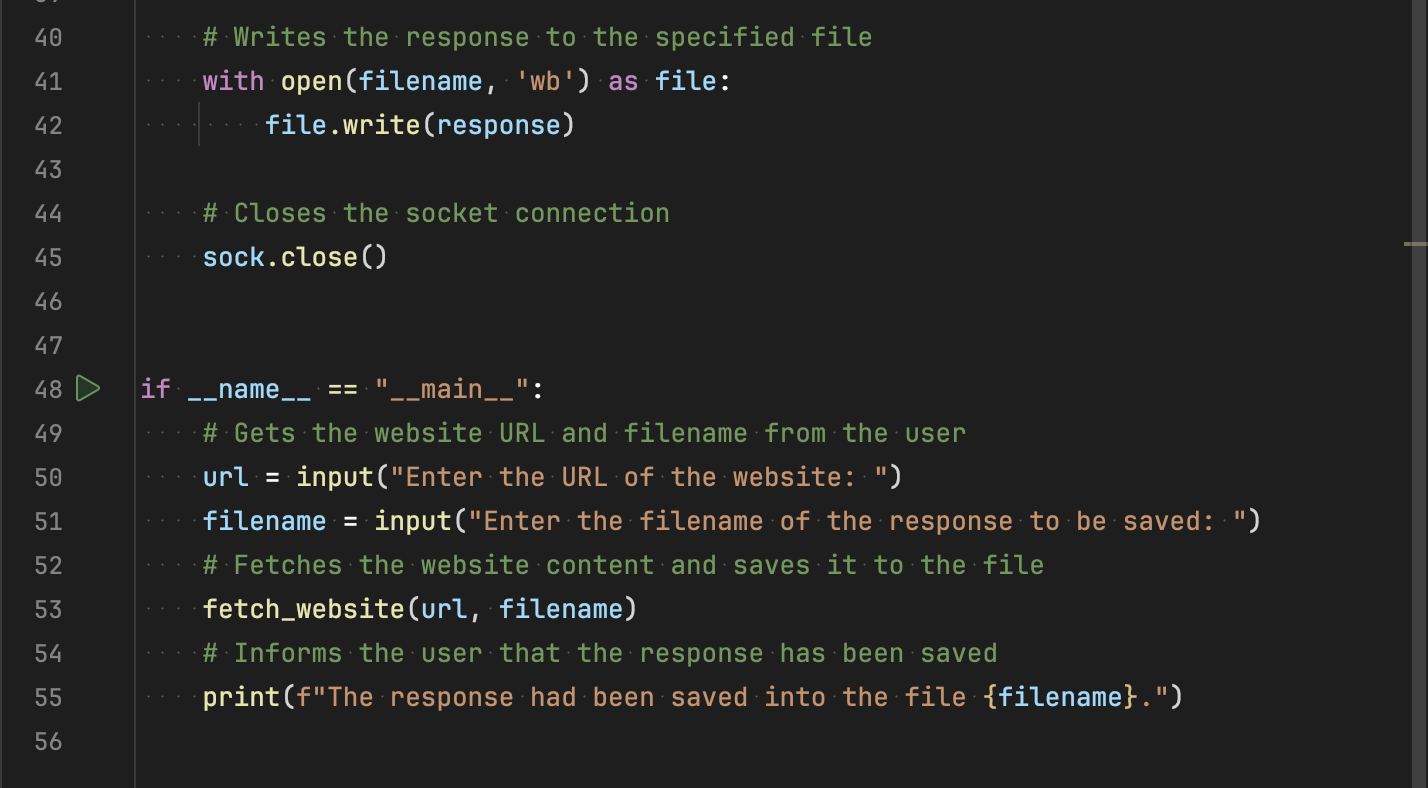 40     # Writes the response to the specified file
41     with open(filename, 'wb') as file:
42         file.write(response)
43
44     # Closes the socket connection
45     sock.close()
46
47
48 if __name__ == "__main__":
49     # Gets the website URL and filename from the user
50     url = input("Enter the URL of the website: ")
51     filename = input("Enter the filename of the response to be saved: ")
52     # Fetches the website content and saves it to the file
53     fetch_website(url, filename)
54     # Informs the user that the response has been saved
55     print(f"The response had been saved into the file {filename}.")
56